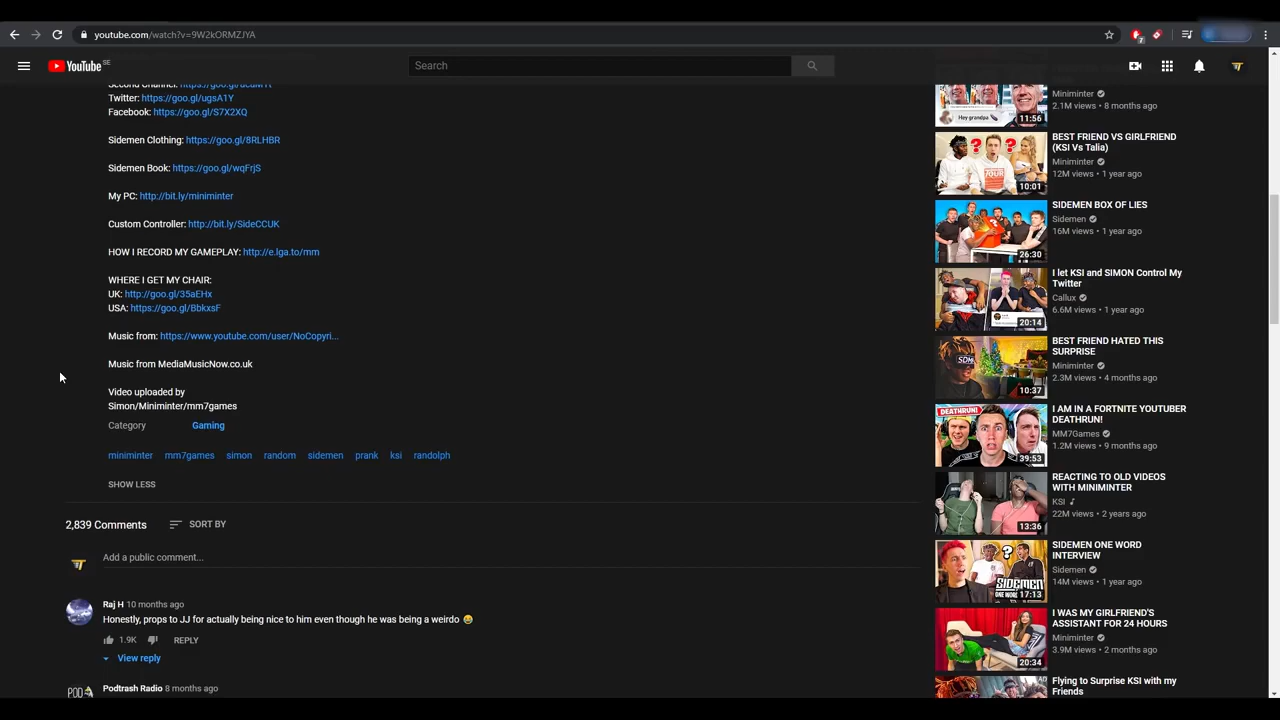 youtube.com/watch?v=9W2kORMZJYA
7
YouTube SE
Search
Twitter: https://goo.gl/ugsA1Y
Facebook: https://goo.gl/S7X2XQ
Sidemen Clothing: https://goo.gl/8RLHBR
Sidemen Book: https://goo.gl/wqFrjS
My PC: http://bit.ly/miniminter
Custom Controller: http://bit.ly/SideCCUK
HOW I RECORD MY GAMEPLAY: http://e.lga.to/mm
WHERE I GET MY CHAIR:
UK: http://goo.gl/35aEHx
USA: https://goo.gl/BbkxsF
Music from: https://www.youtube.com/user/NoCopyri...
Music from MediaMusicNow.co.uk
Video uploaded by
Simon/Miniminter/mm7games
Category Gaming
miniminter mm7games simon random sidemen prank ksi randolph
SHOW LESS
2,839 Comments SORT BY
Add a public comment...
Raj H 10 months ago
Honestly, props to JJ for actually being nice to him even though he was being a weirdo 😂
1.9K REPLY
View reply
Podtrash Radio 8 months ago
Hey grandpa
11:56
Miniminter
2.1M views • 8 months ago
10:01
BEST FRIEND VS GIRLFRIEND
(KSI Vs Talia)
Miniminter
12M views • 1 year ago
26:30
SIDEMEN BOX OF LIES
Sidemen
16M views • 1 year ago
20:14
I let KSI and SIMON Control My
Twitter
Callux
6.6M views • 1 year ago
SDMN
10:37
BEST FRIEND HATED THIS
SURPRISE
Miniminter
2.3M views • 4 months ago
DEATHRUN!
39:53
I AM IN A FORTNITE YOUTUBER
DEATHRUN!
MM7Games
1.2M views • 9 months ago
13:36
REACTING TO OLD VIDEOS
WITH MINIMINTER
KSI
22M views • 2 years ago
SIDEMEN
ONE WORD
17:13
SIDEMEN ONE WORD
INTERVIEW
Sidemen
14M views • 1 year ago
20:34
I WAS MY GIRLFRIEND'S
ASSISTANT FOR 24 HOURS
Miniminter
3.9M views • 2 months ago
Flying to Surprise KSI with my
Friends